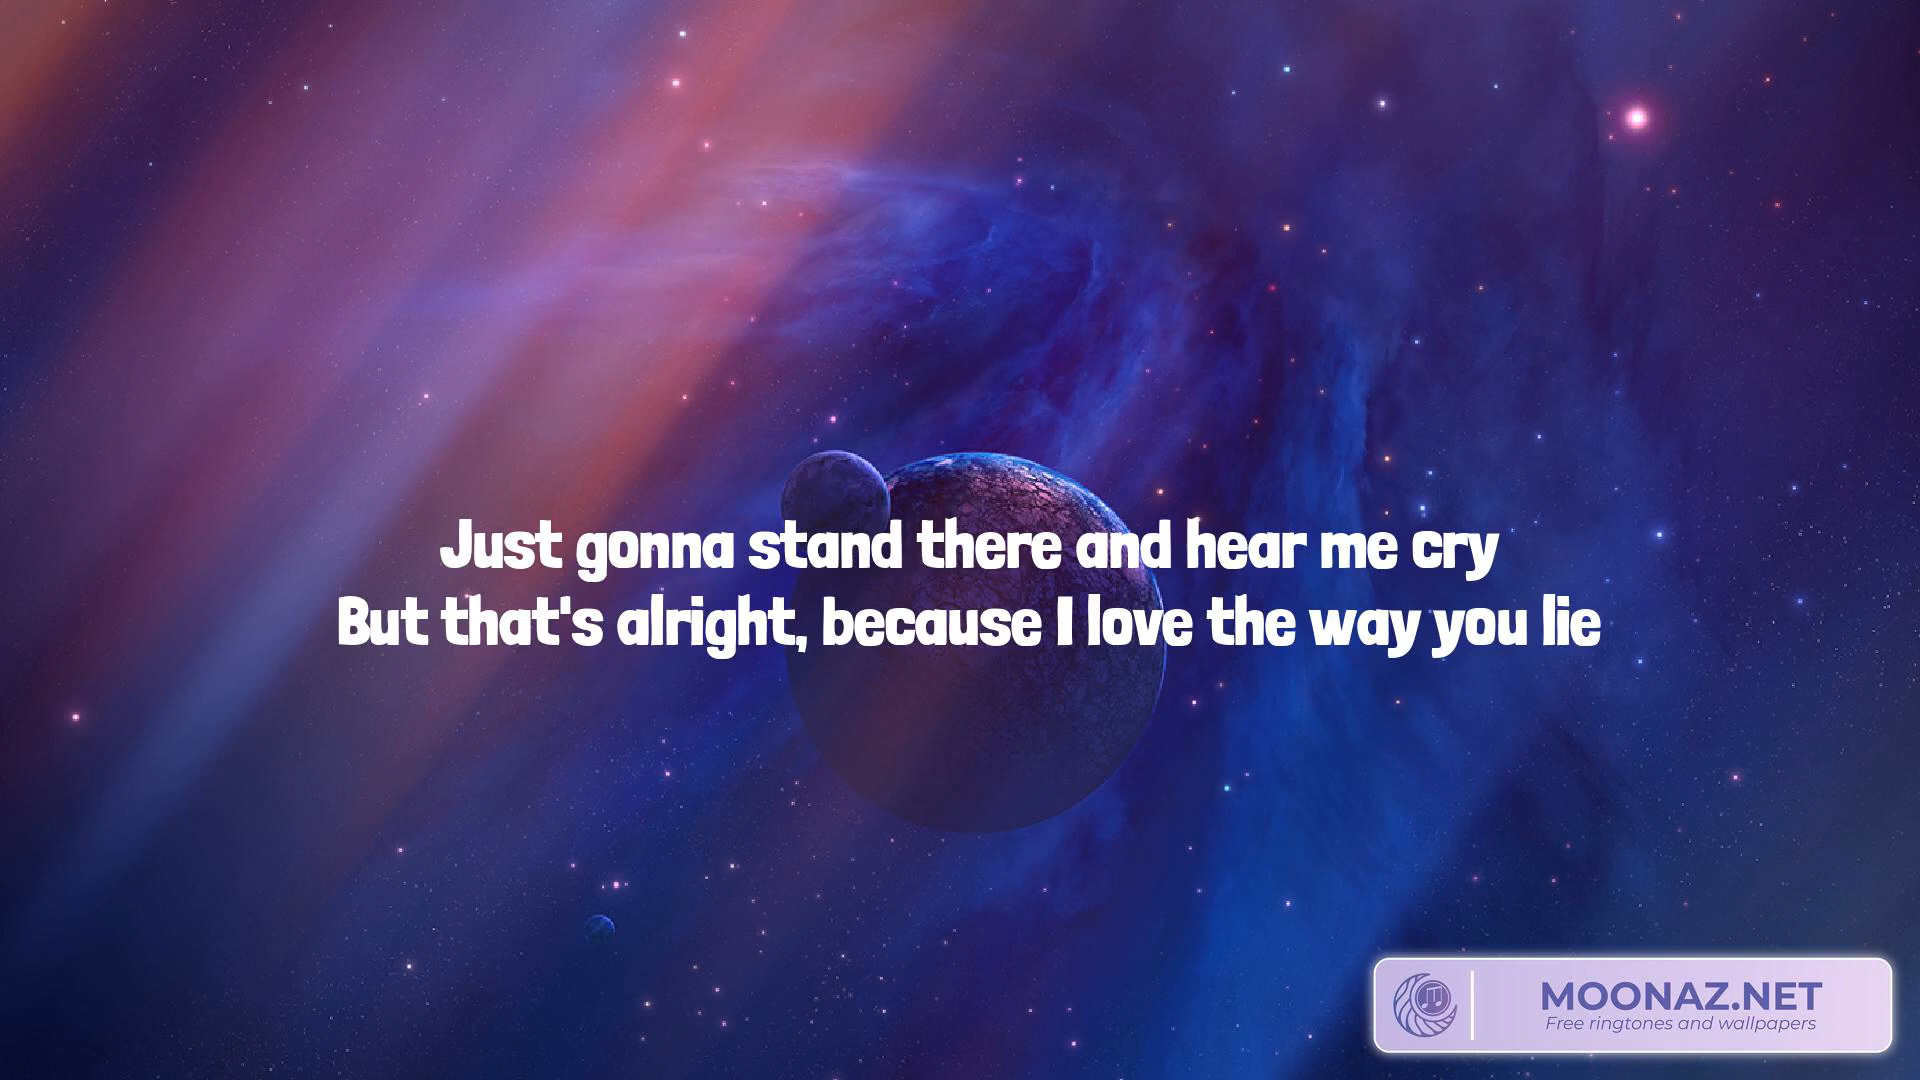 Just gonna stand there and hear me cry
But that's alright, because I love the way you lie
MOONAZ.NET
Free ringtones and wallpapers